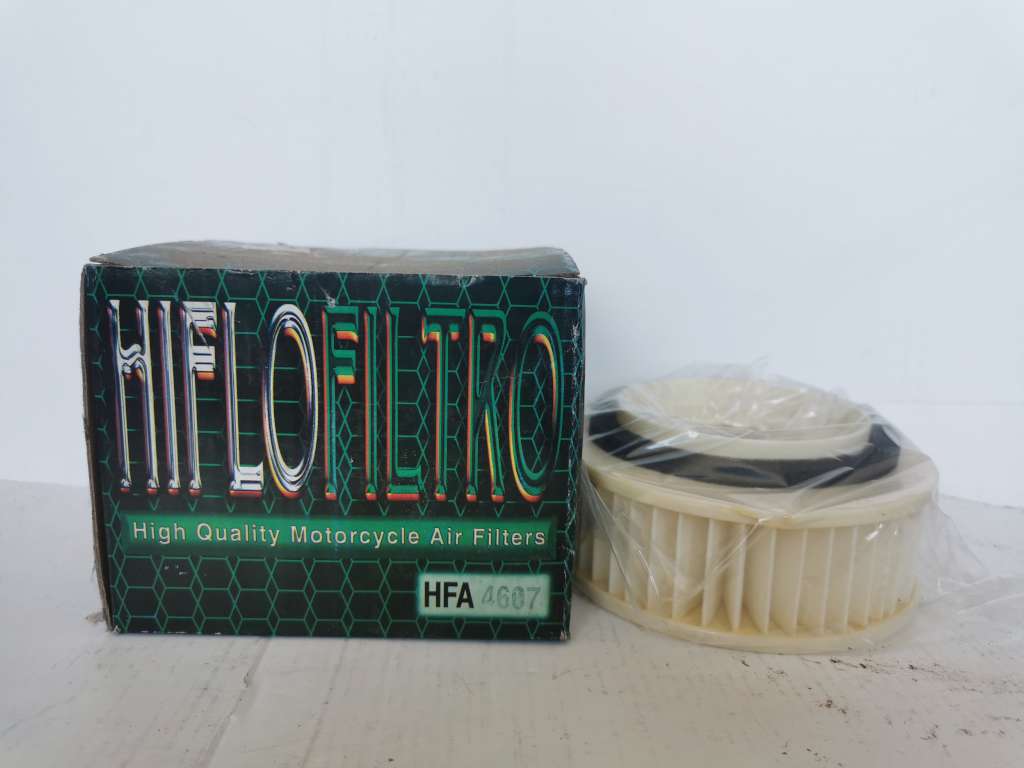 HIFLOFILTRO
High Quality Motorcycle Air Filters
HFA 4607